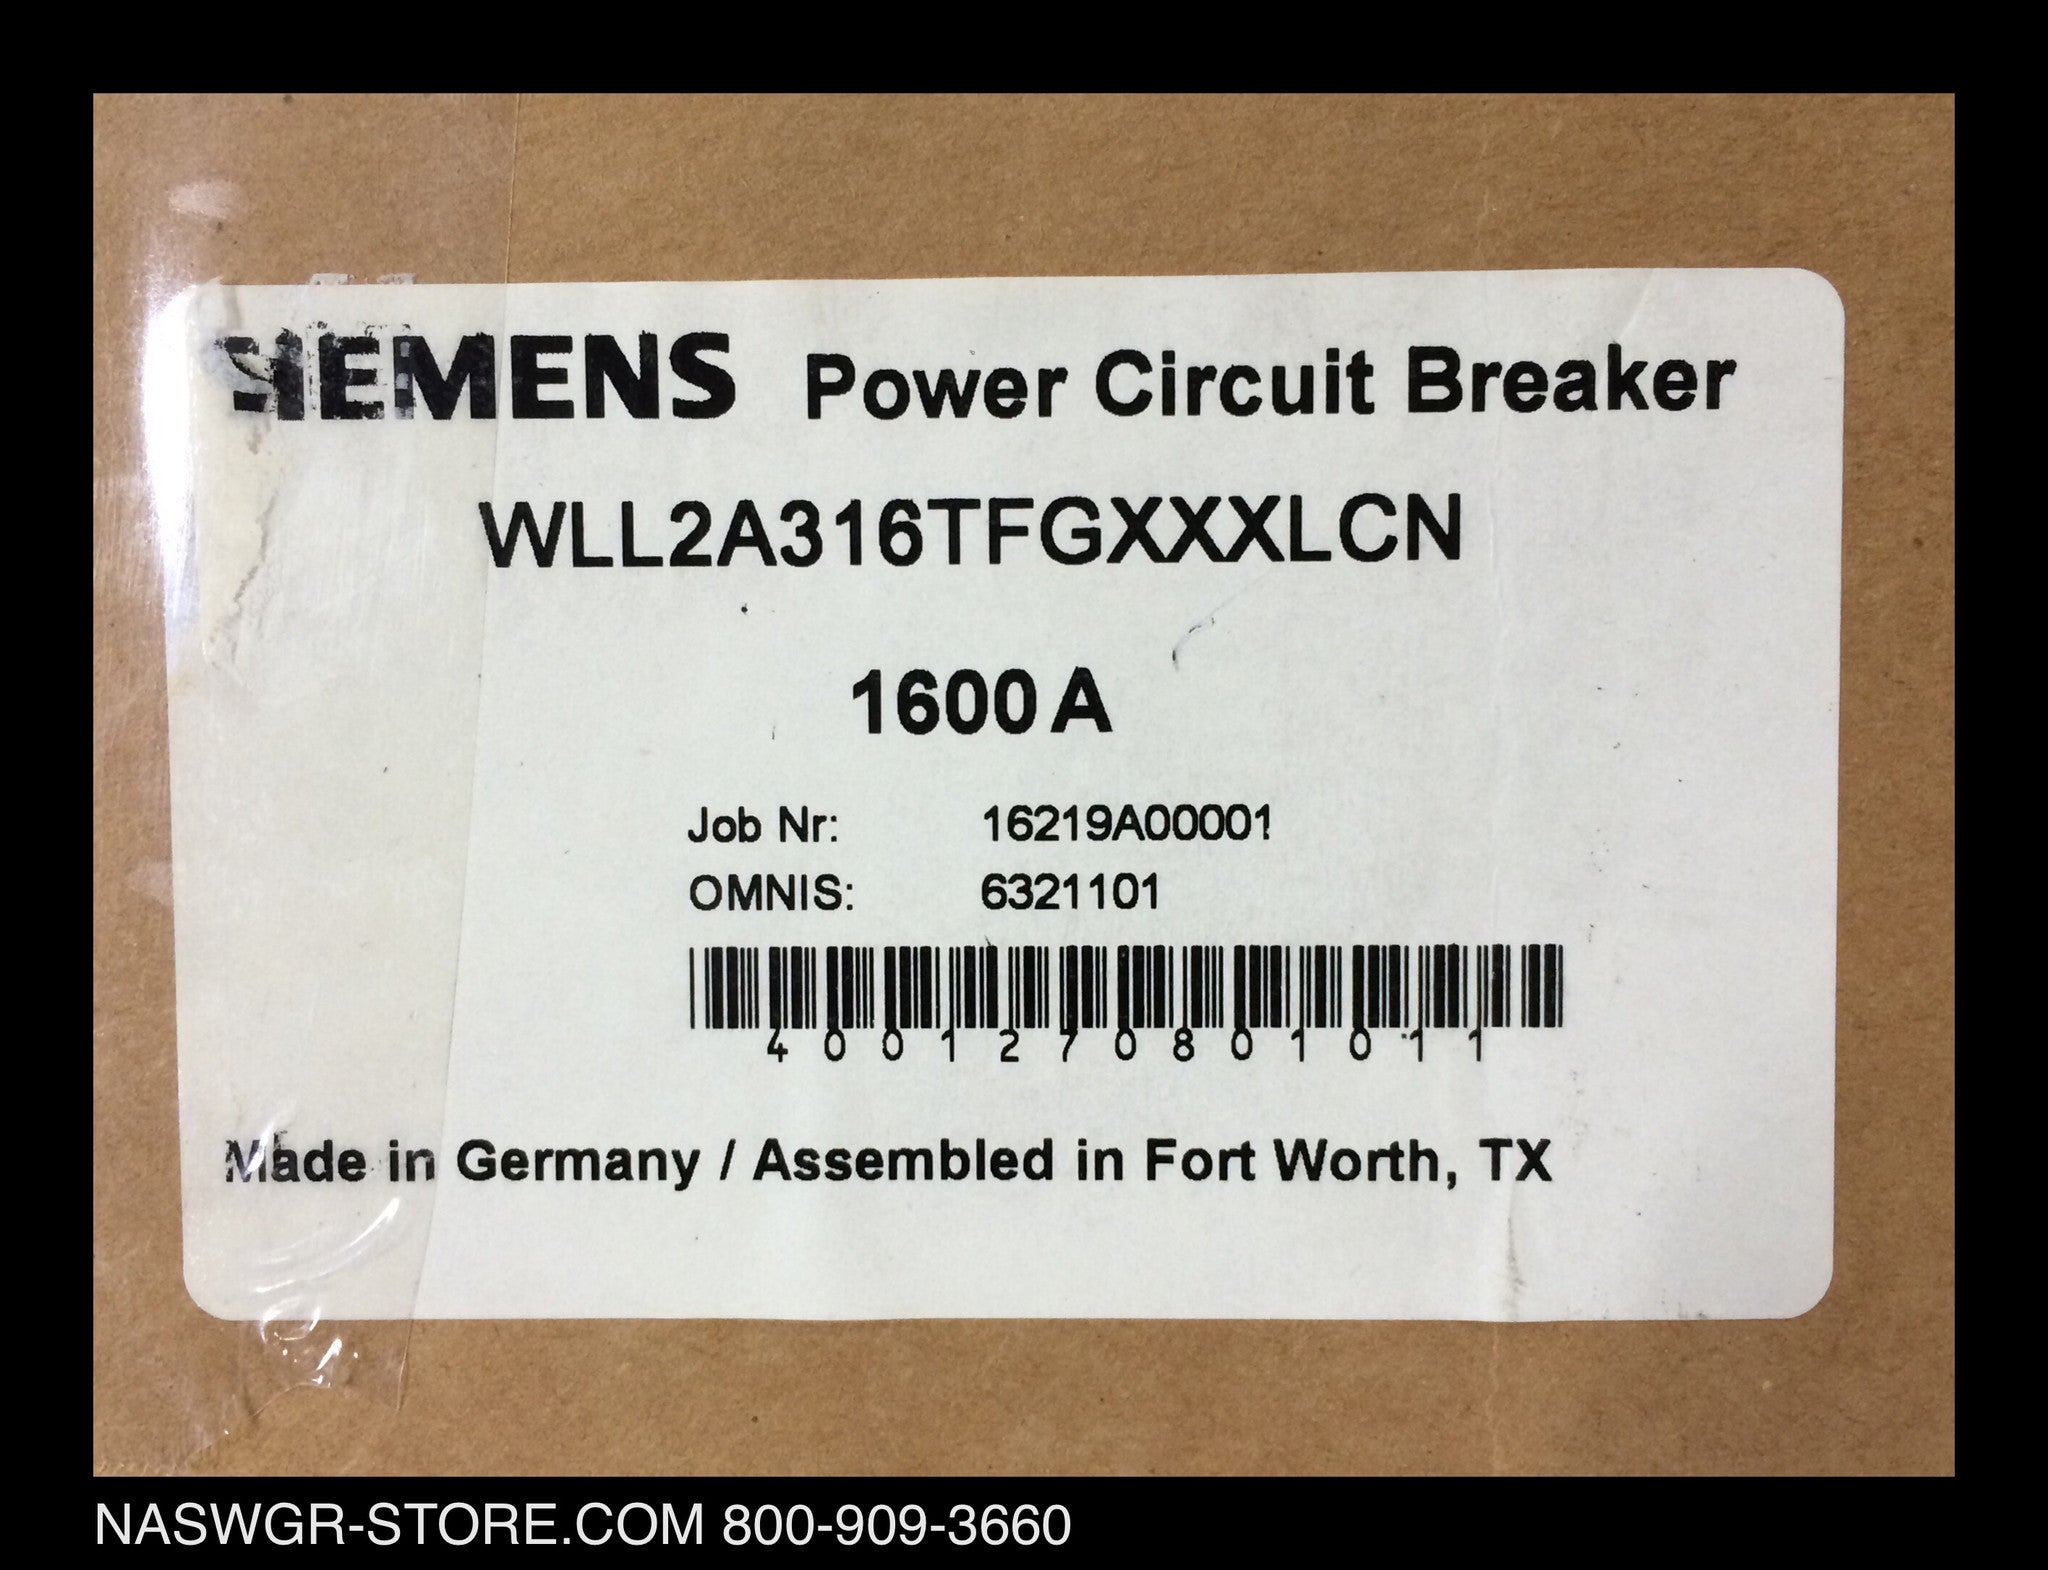 SIEMENS Power Circuit Breaker
WLL2A316TFGXXXLCN
1600 A
Job Nr: 16219A00001
OMNIS: 6321101
4001270801011
Made in Germany / Assembled in Fort Worth, TX
NASWGR-STORE.COM 800-909-3660